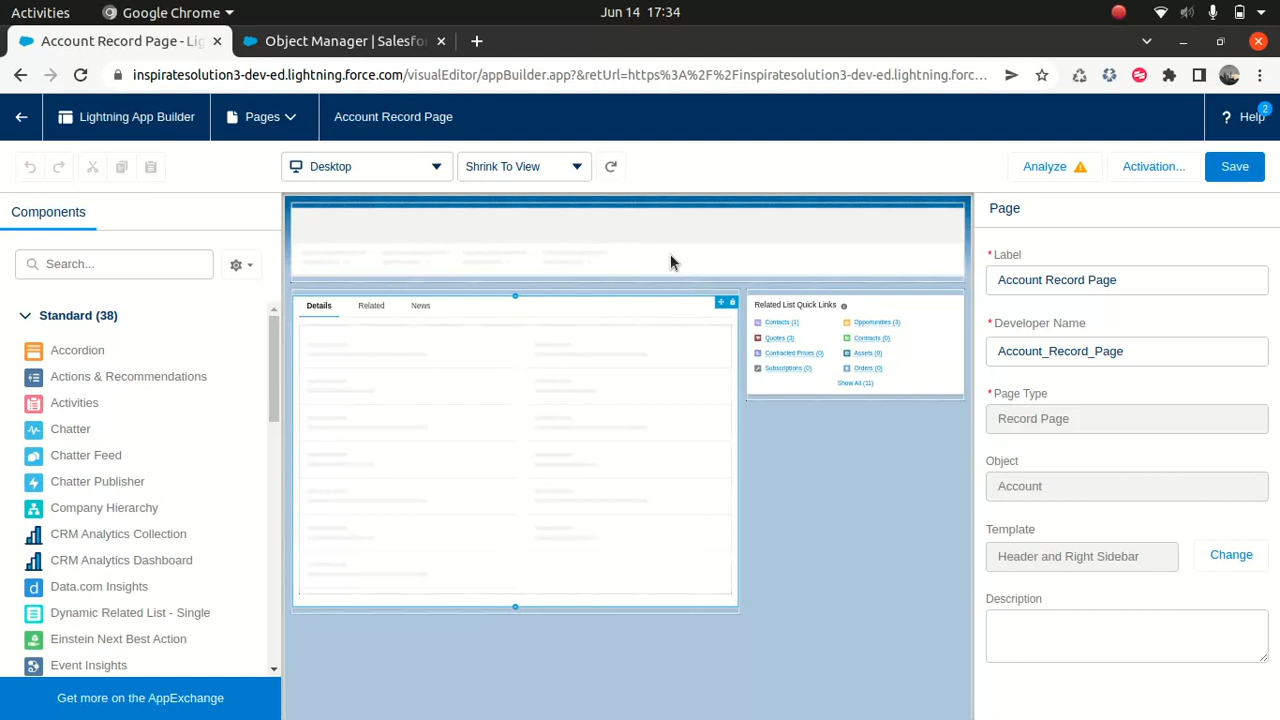 Activities
Google Chrome
Jun 14 17:34
Account Record Page - Lig
Object Manager | Salesfo
inspiratesolution3-dev-ed.lightning.force.com/visualEditor/appBuilder.app?&retUrl=https%3A%2F%2Finspiratesolution3-dev-ed.lightning.forc...
Lightning App Builder
Pages
Account Record Page
? Help
2
Desktop
Shrink To View
Analyze
Activation...
Save
Components
Search...
Standard (38)
Accordion
Actions & Recommendations
Activities
Chatter
Chatter Feed
Chatter Publisher
Company Hierarchy
CRM Analytics Collection
CRM Analytics Dashboard
Data.com Insights
Dynamic Related List - Single
Einstein Next Best Action
Event Insights
Get more on the AppExchange
Details
Related
News
Related List Quick Links
Contacts (1)
Opportunities (3)
Quotes (3)
Contracts (0)
Contracted Prices (0)
Assets (0)
Subscriptions (0)
Orders (0)
Show All (11)
Page
*Label
Account Record Page
*Developer Name
Account_Record_Page
*Page Type
Record Page
Object
Account
Template
Header and Right Sidebar
Change
Description